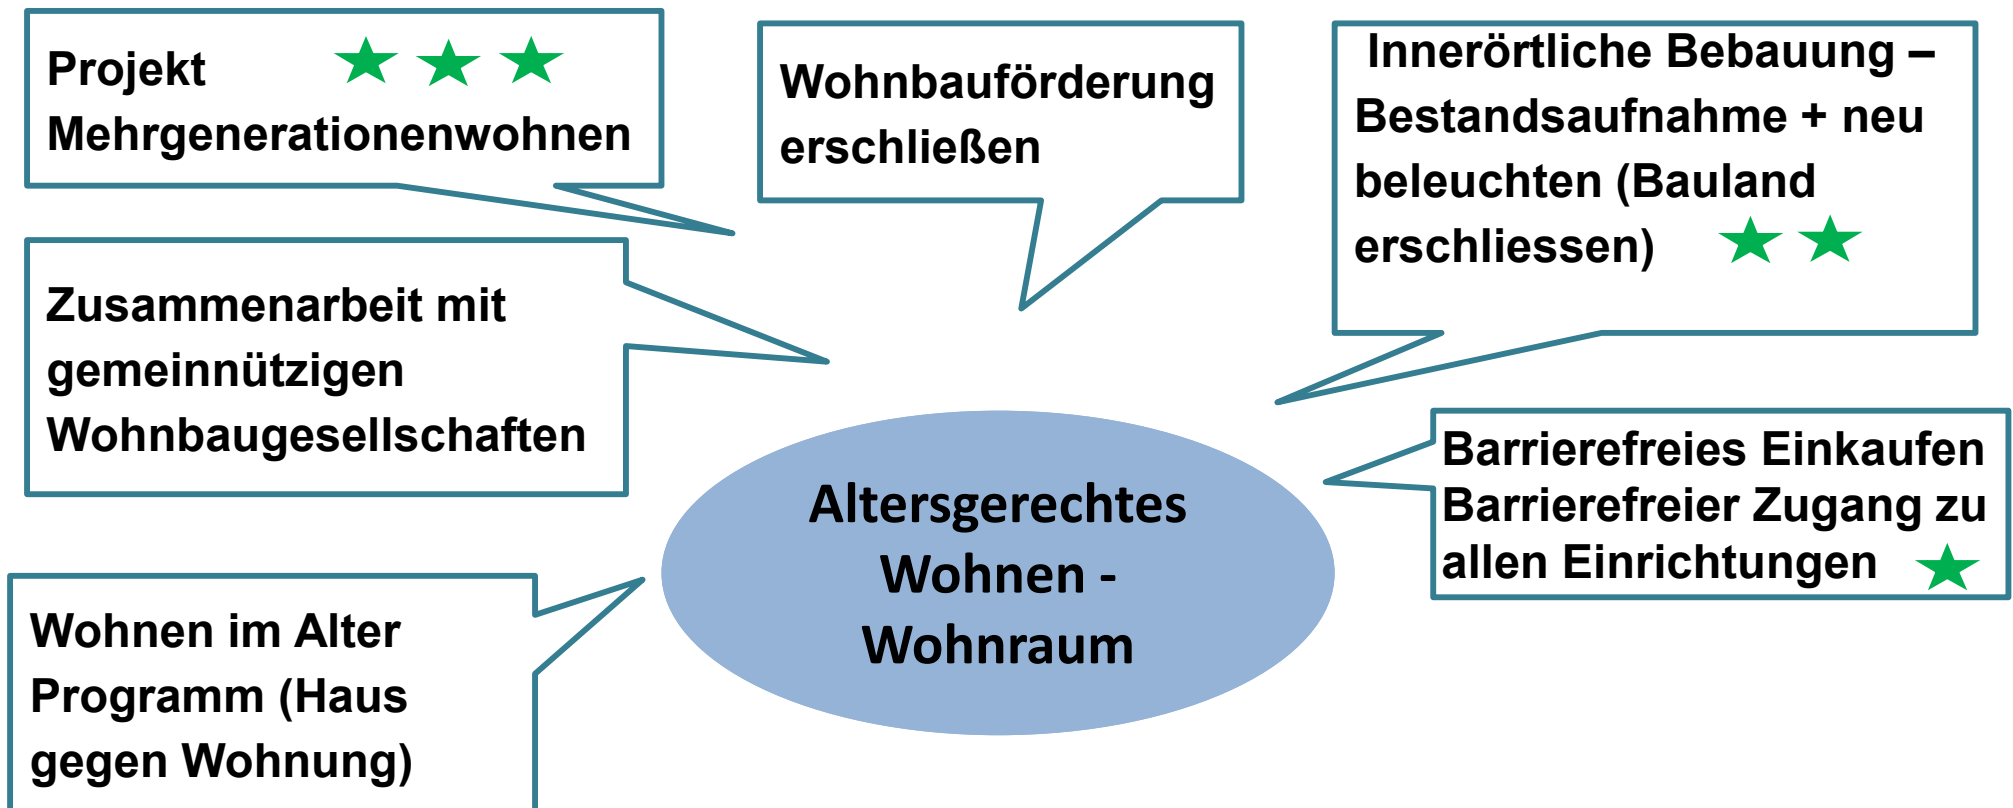 Projekt
Mehrgenerationenwohnen
Wohnbauförderung
erschließen
Innerörtliche Bebauung –
Bestandsaufnahme + neu
beleuchten (Bauland
erschliessen)
Zusammenarbeit mit
gemeinnützigen
Wohnbaugesellschaften
Barrierefreies Einkaufen
Barrierefreier Zugang zu
allen Einrichtungen
Altersgerechtes
Wohnen -
Wohnraum
Wohnen im Alter
Programm (Haus
gegen Wohnung)